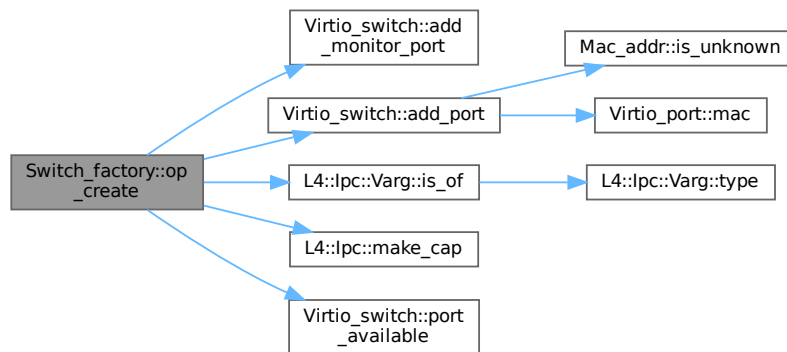 Switch_factory::op
_create
Virtio_switch::add
_monitor_port
Virtio_switch::add_port
Mac_addr::is_unknown
Virtio_port::mac
L4::Ipc::Varg::is_of
L4::Ipc::Varg::type
L4::Ipc::make_cap
Virtio_switch::port
_available